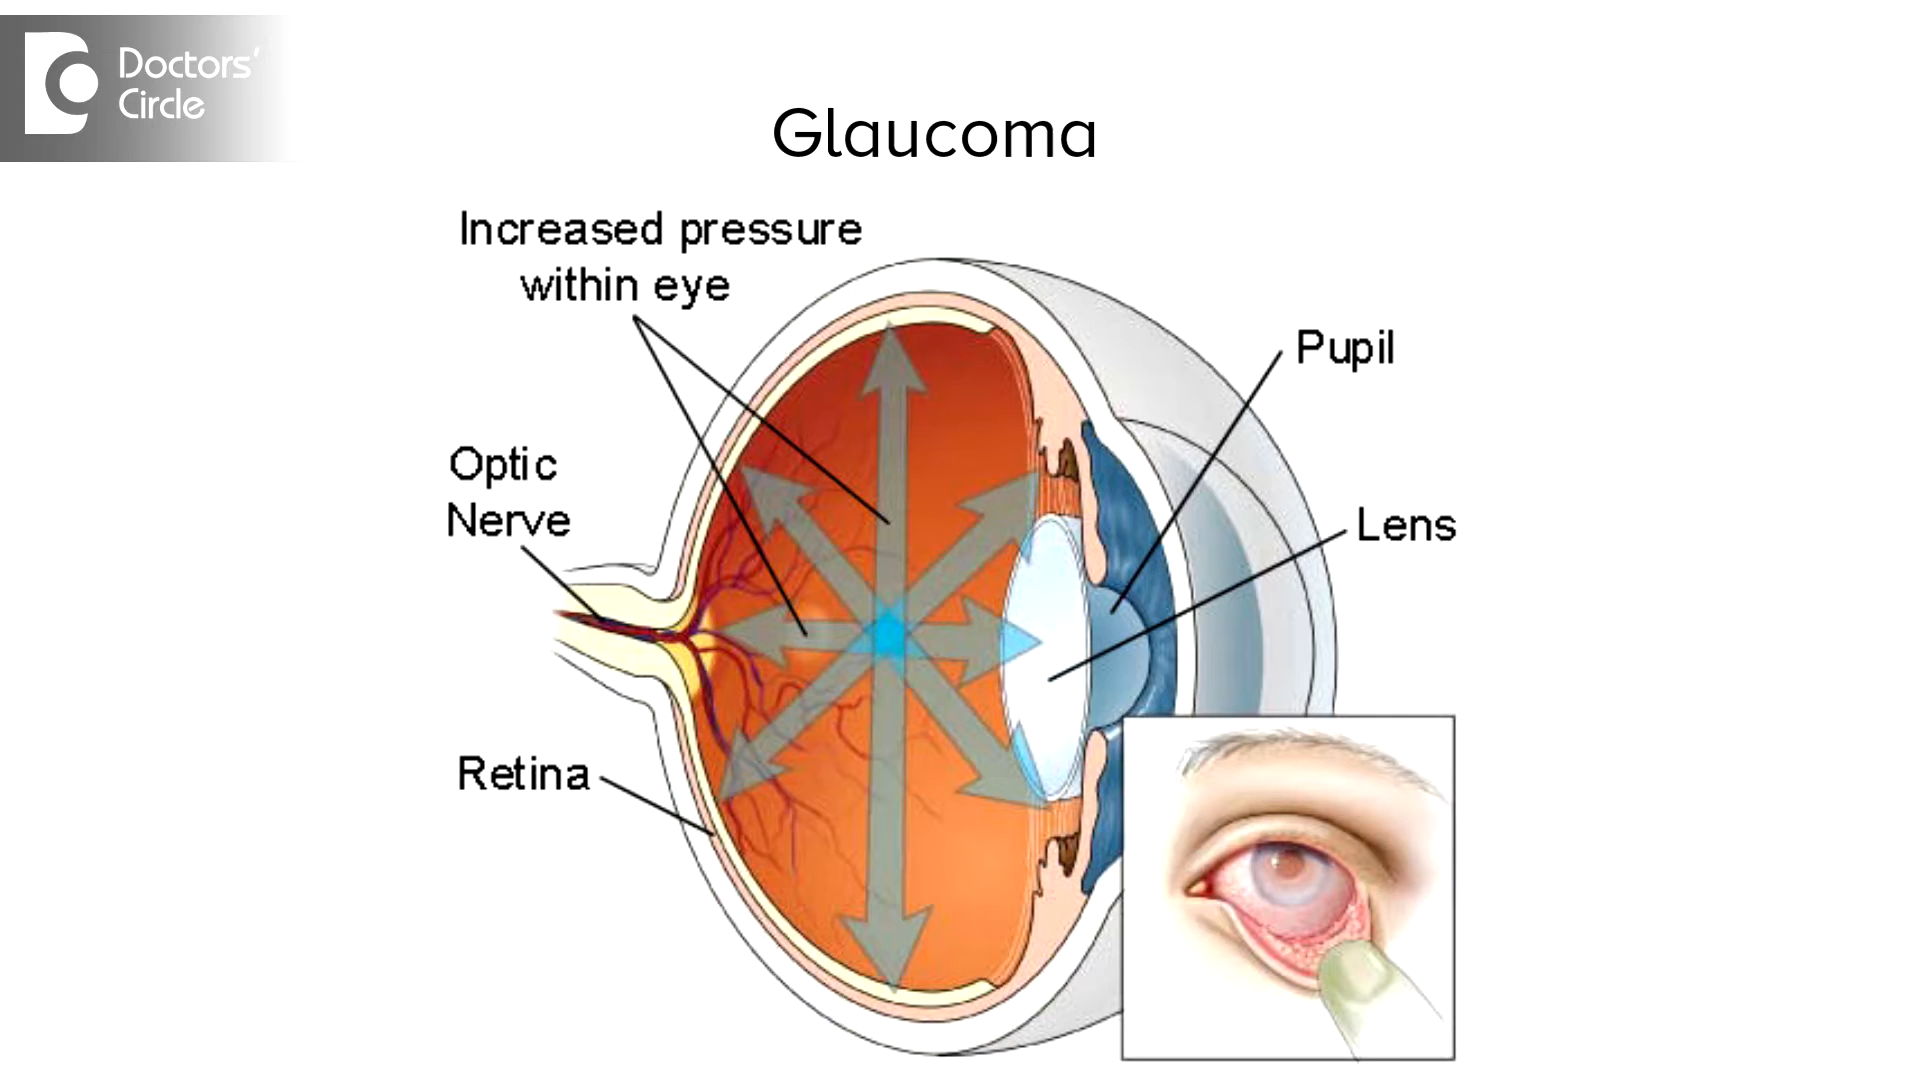 Doctors'
Circle
Glaucoma
Increased pressure
within eye
Pupil
Optic
Nerve
Lens
Retina